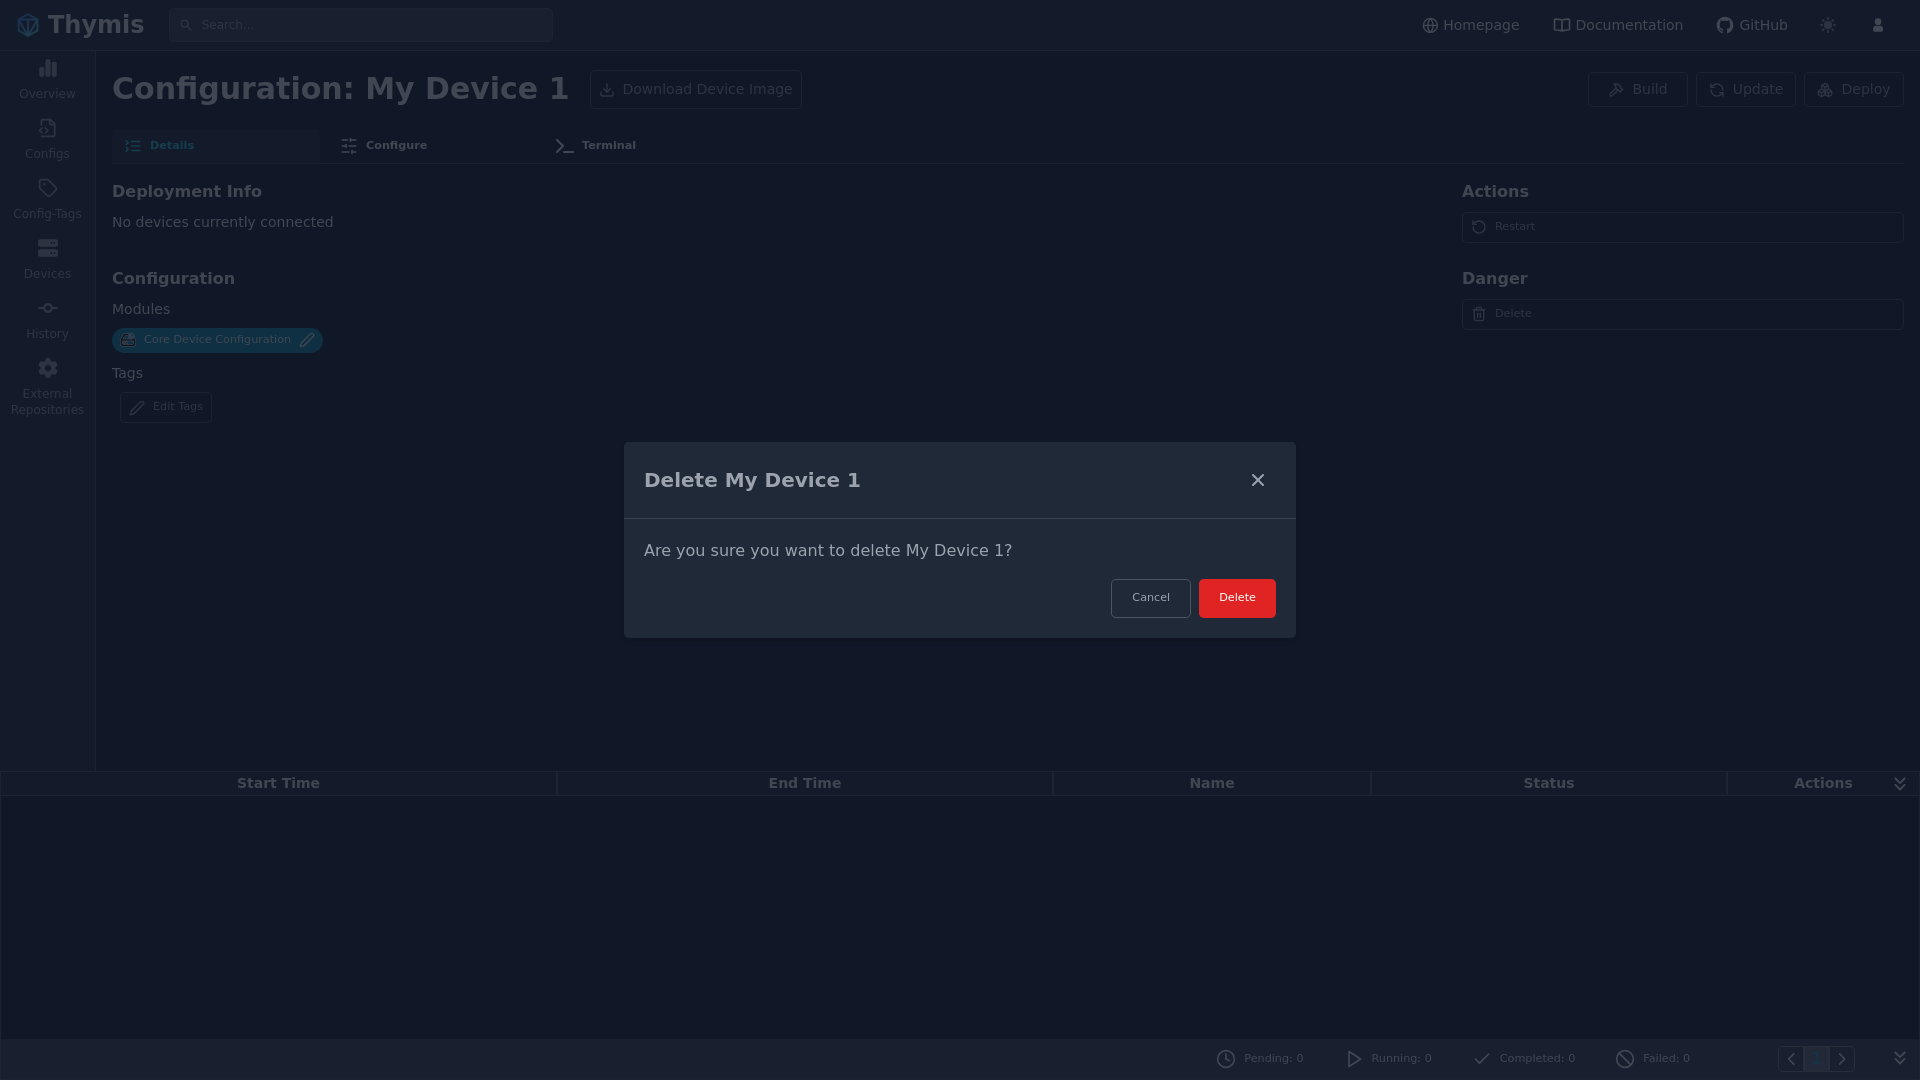 Thymis
Search...
Homepage
Documentation
GitHub
Overview
Configs
Config-Tags
Devices
History
External
Repositories
Configuration: My Device 1
Download Device Image
Build
Update
Deploy
Details
Configure
Terminal
Deployment Info
No devices currently connected
Configuration
Modules
Core Device Configuration
Tags
Edit Tags
Actions
Restart
Danger
Delete
Delete My Device 1
Are you sure you want to delete My Device 1?
Cancel
Delete
Start Time
End Time
Name
Status
Actions
Pending: 0
Running: 0
Completed: 0
Failed: 0